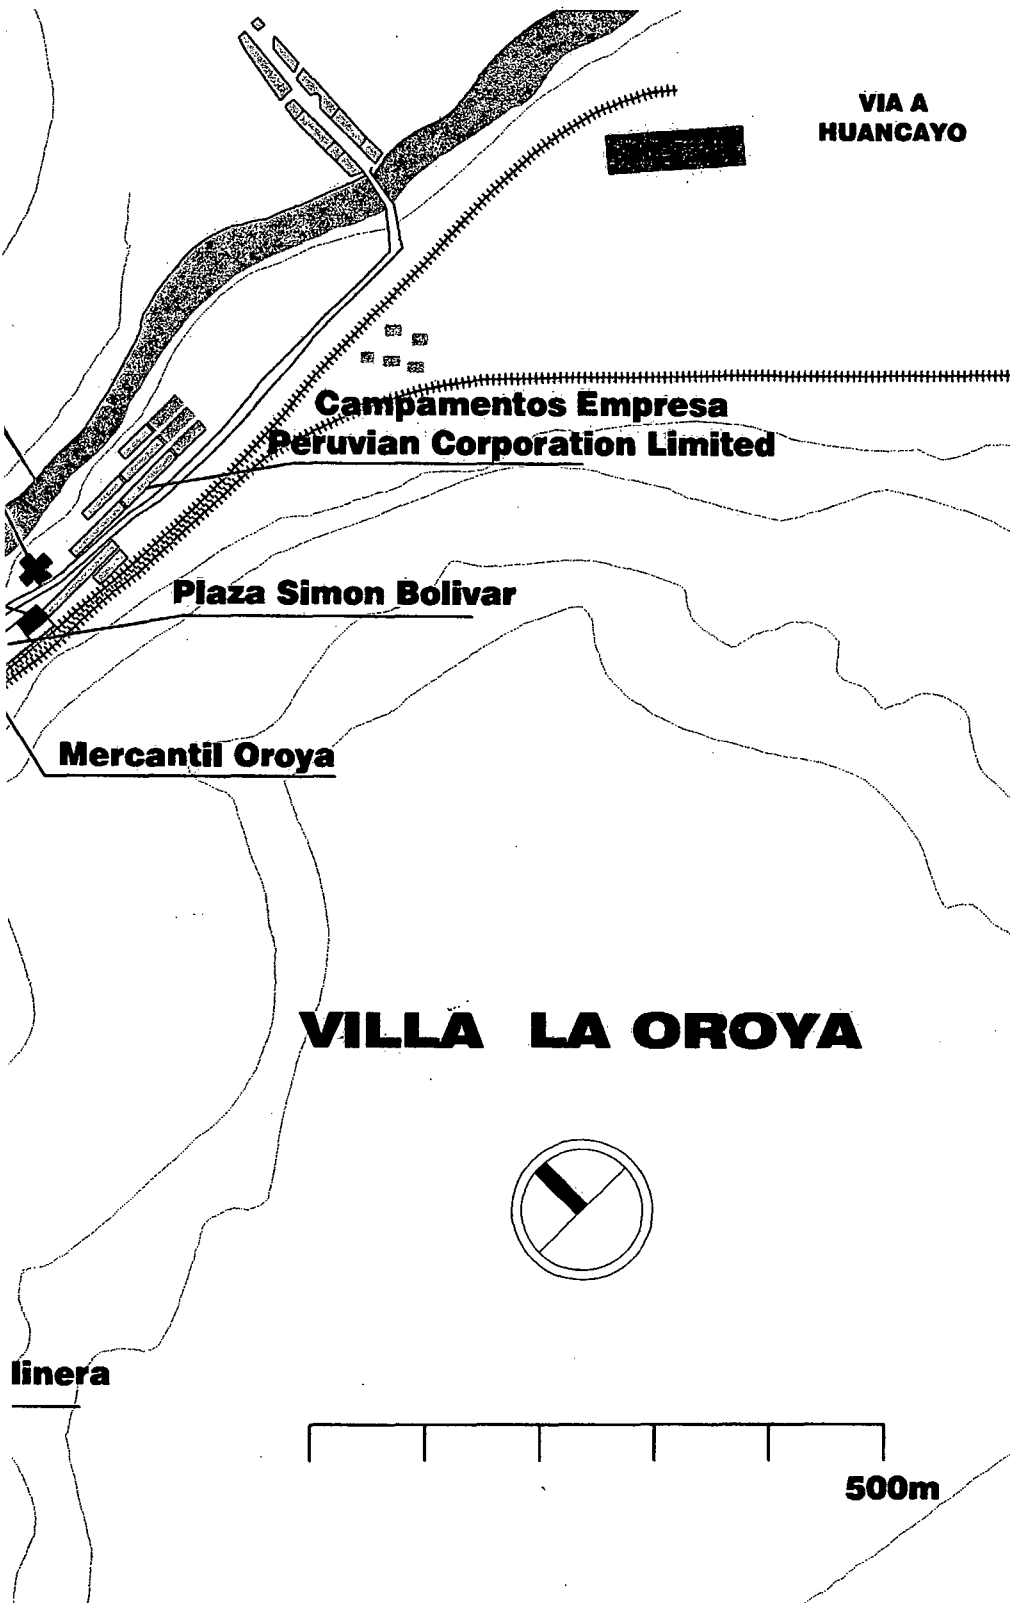 VIA A
HUANCAYO
Campamentos Empresa
Peruvian Corporation Limited
Plaza Simon Bolivar
Mercantil Oroya
VILLA LA OROYA
linera
500m